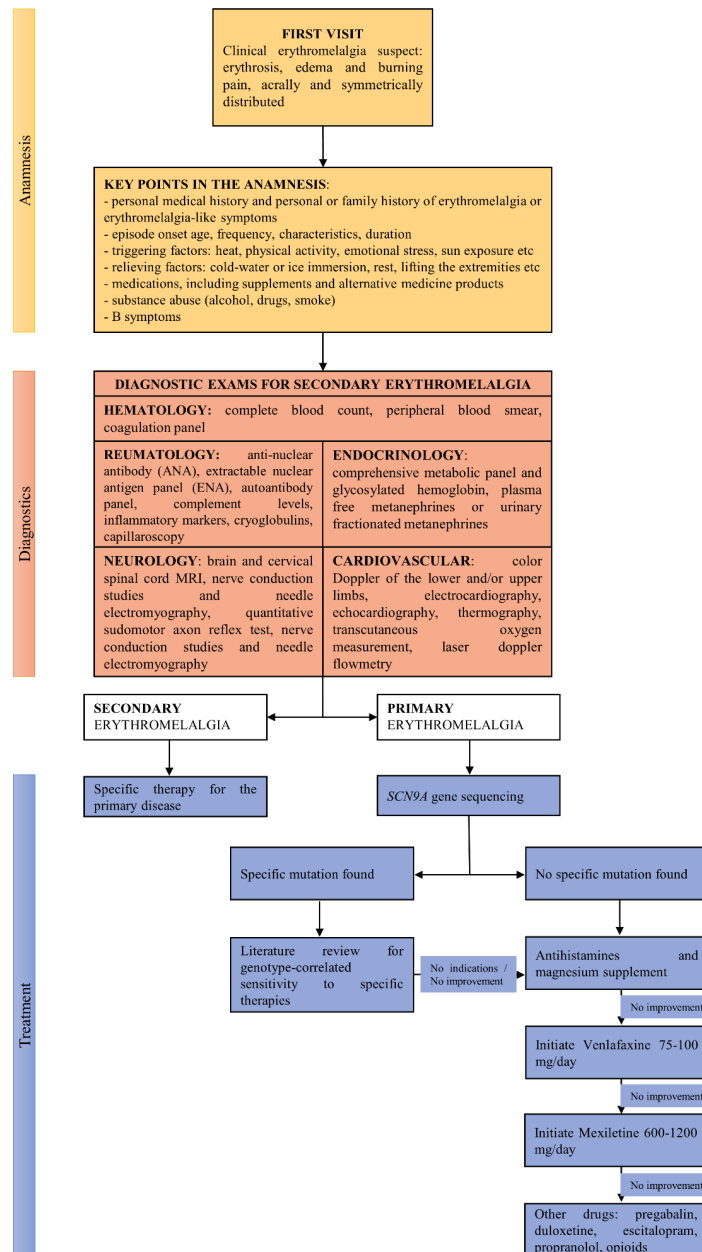 Anamnesis
FIRST VISIT
Clinical erythromelalgia suspect:
erythrosis, edema and burning
pain, acrally and symmetrically
distributed
KEY POINTS IN THE ANAMNESIS:
- personal medical history and personal or family history of erythromelalgia or
erythromelalgia-like symptoms
- episode onset age, frequency, characteristics, duration
- triggering factors: heat, physical activity, emotional stress, sun exposure etc
- relieving factors: cold-water or ice immersion, rest, lifting the extremities etc
- medications, including supplements and alternative medicine products
- substance abuse (alcohol, drugs, smoke)
- B symptoms
Diagnostics
DIAGNOSTIC EXAMS FOR SECONDARY ERYTHROMELALGIA
HEMATOLOGY: complete blood count, peripheral blood smear,
coagulation panel
REUMATOLOGY: anti-nuclear
antibody (ANA), extractable nuclear
antigen panel (ENA), autoantibody
panel, complement levels,
inflammatory markers, cryoglobulins,
capillaroscopy
ENDOCRINOLOGY:
comprehensive metabolic panel and
glycosylated hemoglobin, plasma
free metanephrines or urinary
fractionated metanephrines
NEUROLOGY: brain and cervical
spinal cord MRI, nerve conduction
studies and needle
electromyography, quantitative
sudomotor axon reflex test, nerve
conduction studies and needle
electromyography
CARDIOVASCULAR: color
Doppler of the lower and/or upper
limbs, electrocardiography,
echocardiography, thermography,
transcutaneous oxygen
measurement, laser doppler
flowmetry
SECONDARY
ERYTHROMELALGIA
PRIMARY
ERYTHROMELALGIA
Treatment
Specific therapy for the
primary disease
SCN9A gene sequencing
Specific mutation found
No specific mutation found
Literature review for
genotype-correlated
sensitivity to specific
therapies
No indications /
No improvement
Antihistamines and
magnesium supplement
No improvement
Initiate Venlafaxine 75-100
mg/day
No improvement
Initiate Mexiletine 600-1200
mg/day
No improvement
Other drugs: pregabalin,
duloxetine, escitalopram,
propranolol, opioids